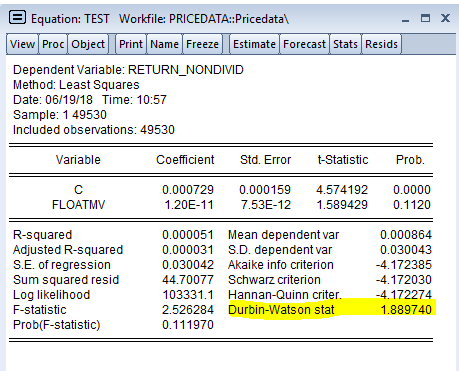 Equation: TEST Workfile: PRICEDATA::Pricedata\
View Proc Object Print Name Freeze Estimate Forecast Stats Resids
Dependent Variable: RETURN_NONDIVID
Method: Least Squares
Date: 06/19/18 Time: 10:57
Sample: 1 49530
Included observations: 49530
Variable Coefficient Std. Error t-Statistic Prob.
C 0.000729 0.000159 4.574192 0.0000
FLOATMV 1.20E-11 7.53E-12 1.589429 0.1120
R-squared 0.000051 Mean dependent var 0.000864
Adjusted R-squared 0.000031 S.D. dependent var 0.030043
S.E. of regression 0.030042 Akaike info criterion -4.172385
Sum squared resid 44.70077 Schwarz criterion -4.172030
Log likelihood 103331.1 Hannan-Quinn criter. -4.172274
F-statistic 2.526284 Durbin-Watson stat 1.889740
Prob(F-statistic) 0.111970